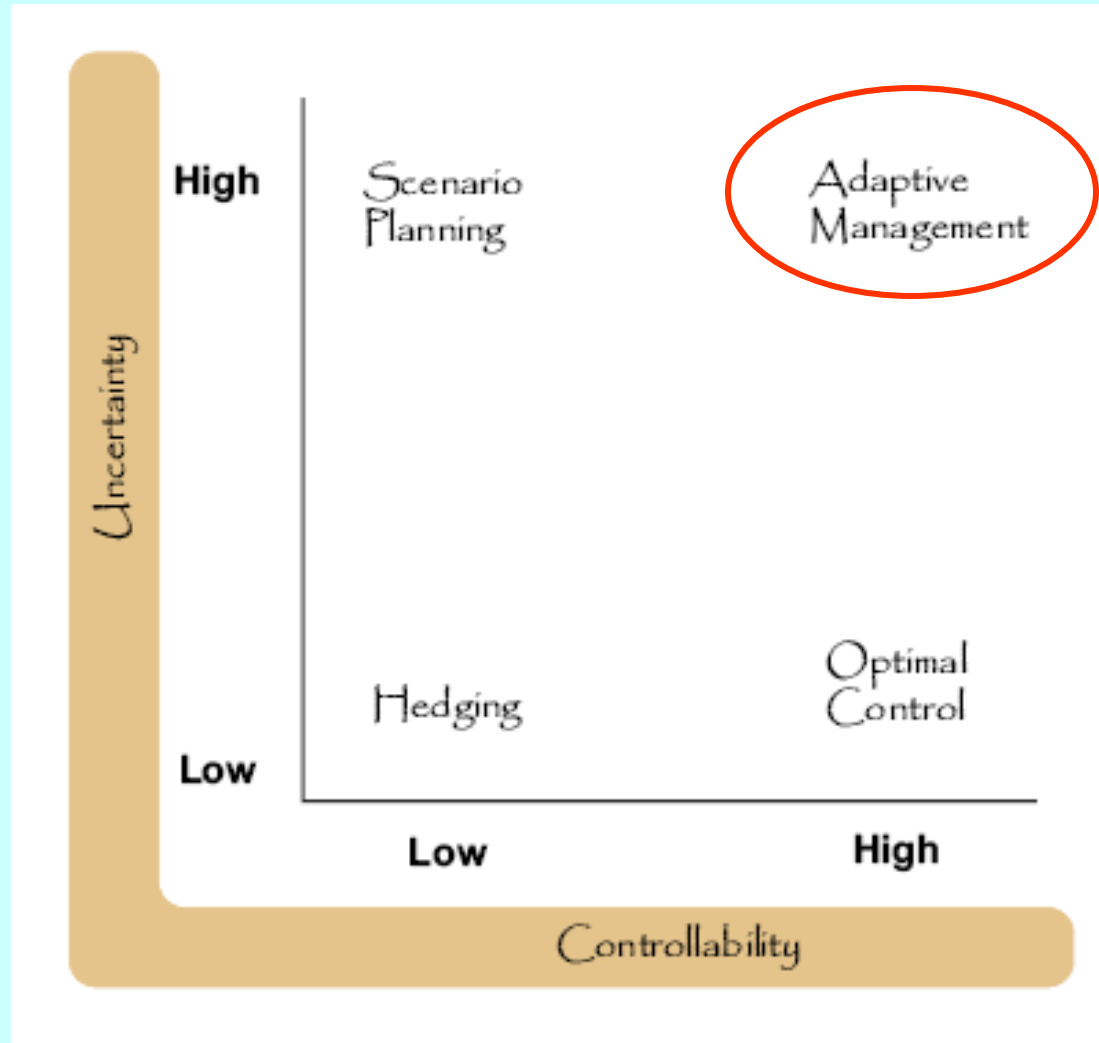 High
Scenario
Planning
Adaptive
Management
Uncertainty
Hedging
Optimal
Control
Low
Low
High
Controllability